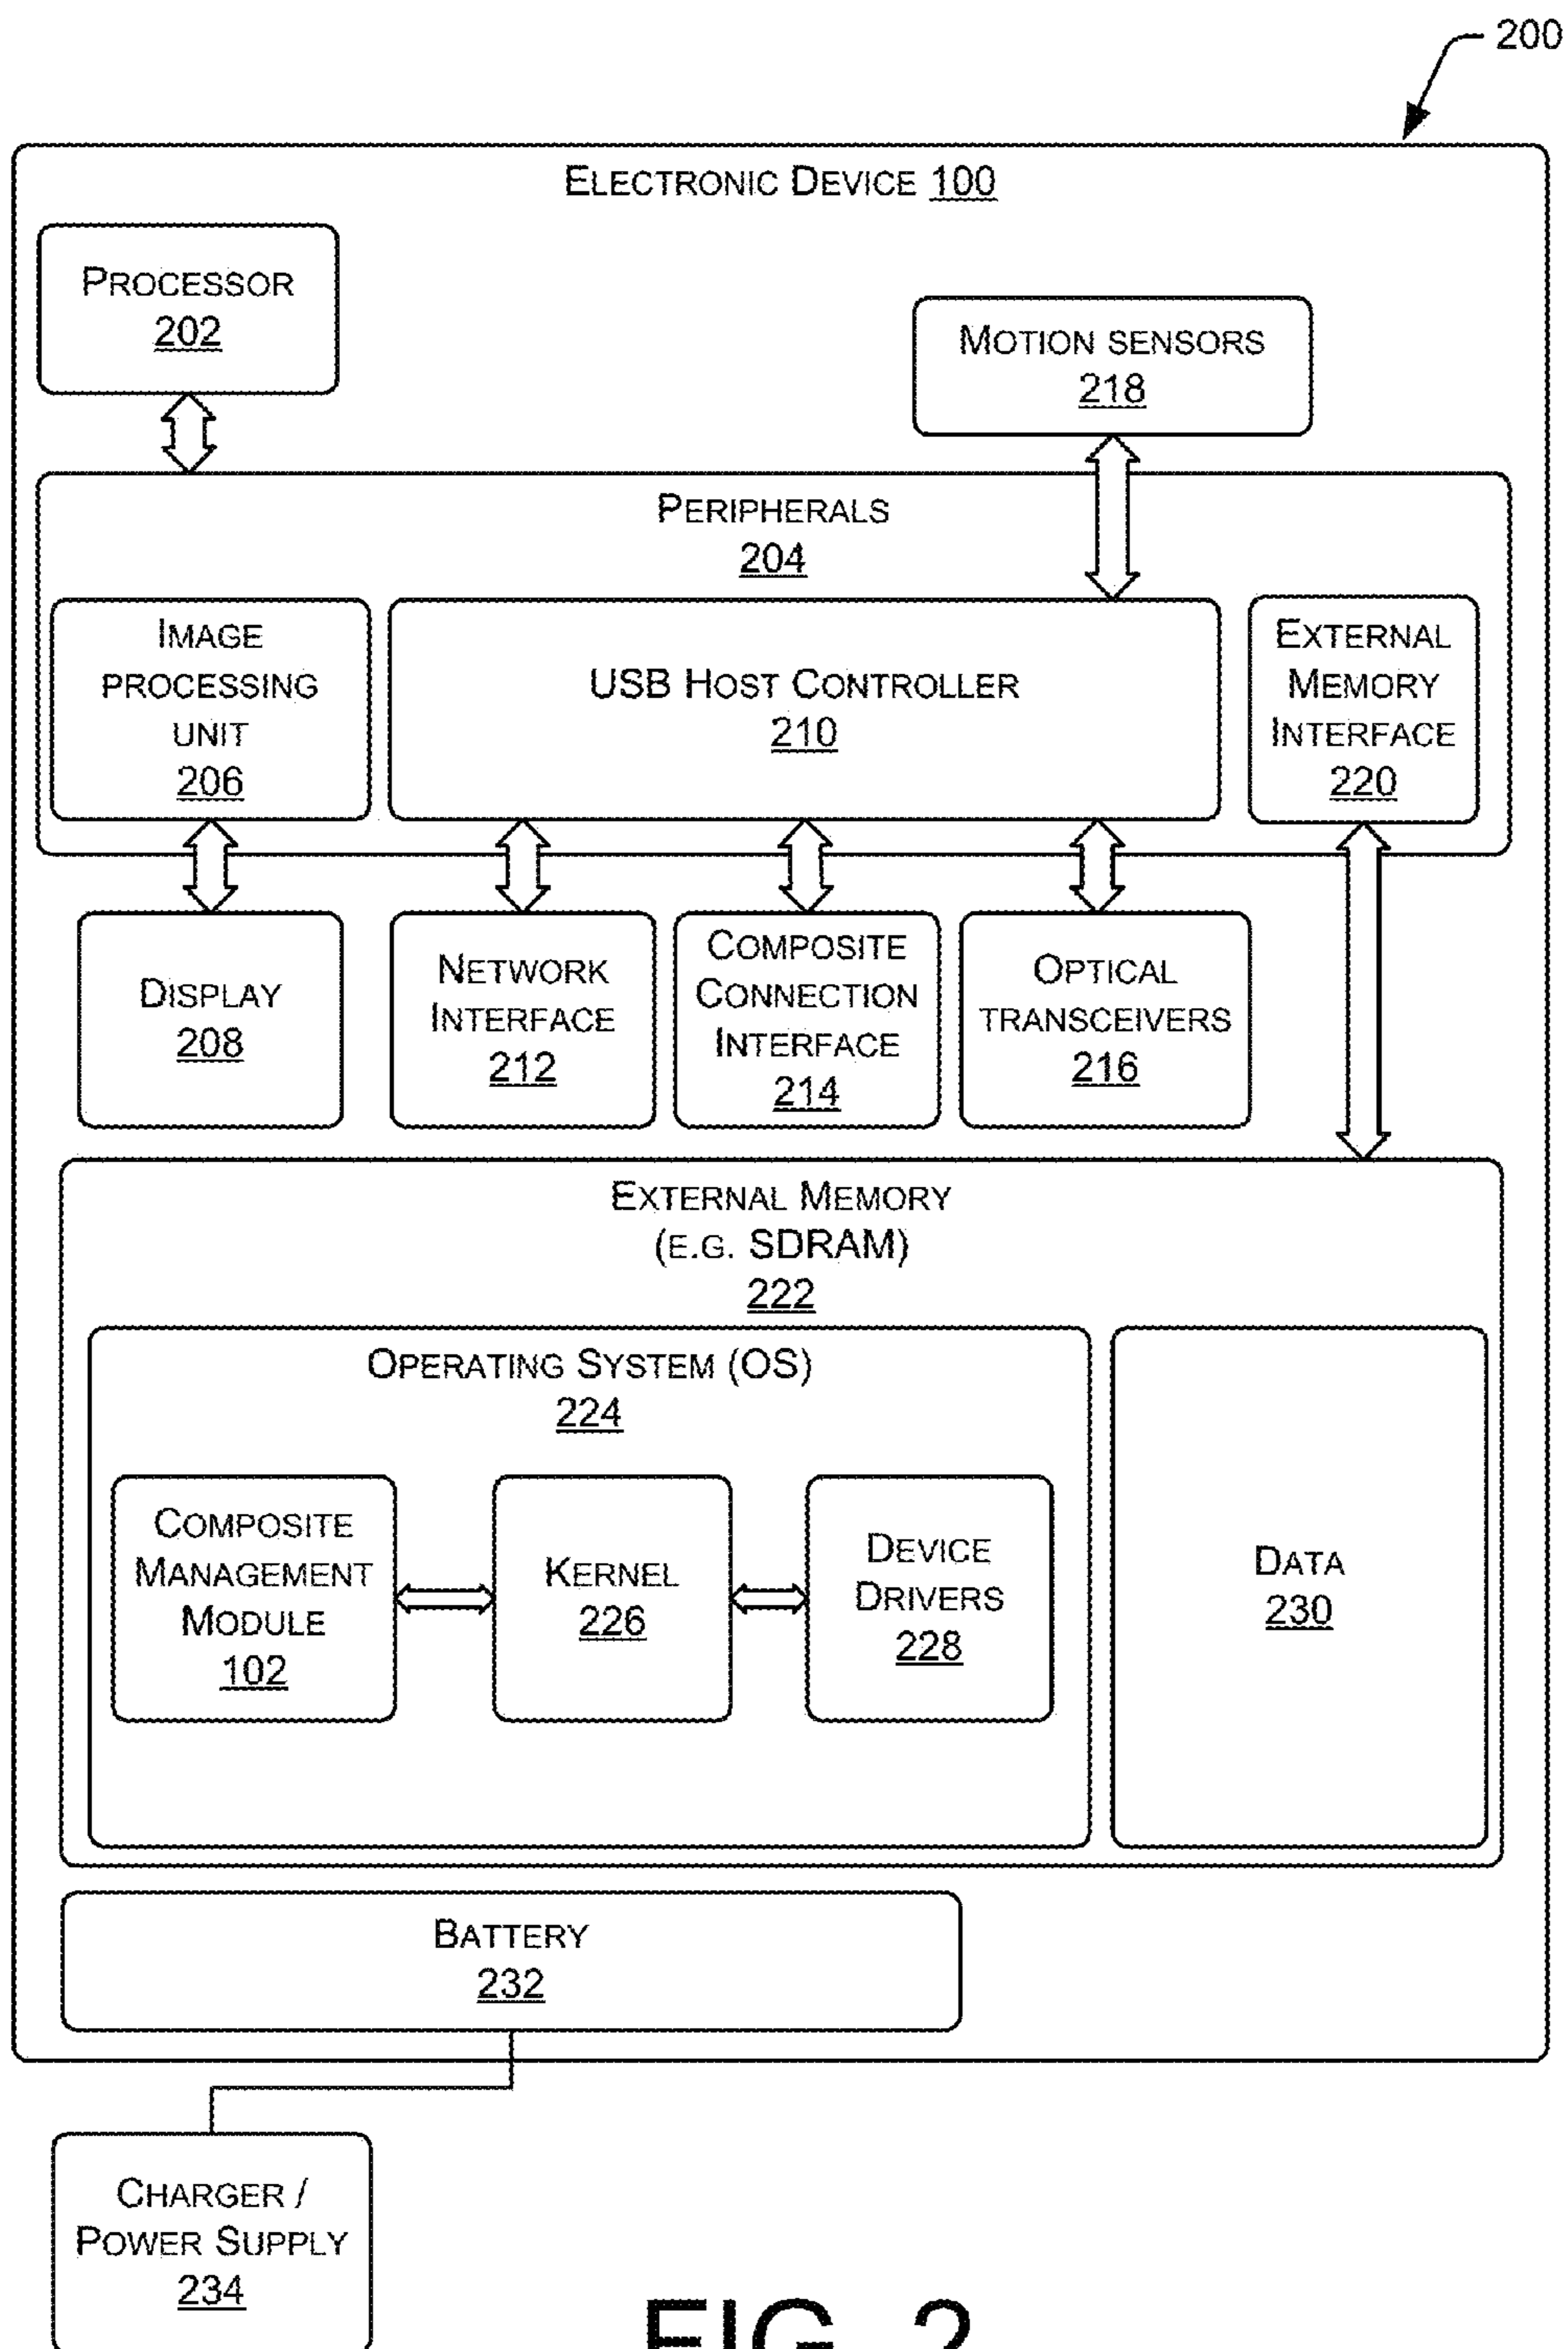 200
ELECTRONIC DEVICE 100
PROCESSOR
202
MOTION SENSORS
218
PERIPHERALS
204
IMAGE
PROCESSING
UNIT
206
USB HOST CONTROLLER
210
EXTERNAL
MEMORY
INTERFACE
220
DISPLAY
208
NETWORK
INTERFACE
212
COMPOSITE
CONNECTION
INTERFACE
214
OPTICAL
TRANSCEIVERS
216
EXTERNAL MEMORY
(E.G. SDRAM)
222
OPERATING SYSTEM (OS)
224
COMPOSITE
MANAGEMENT
MODULE
102
KERNEL
226
DEVICE
DRIVERS
228
DATA
230
BATTERY
232
CHARGER /
POWER SUPPLY
234
FIG. 2